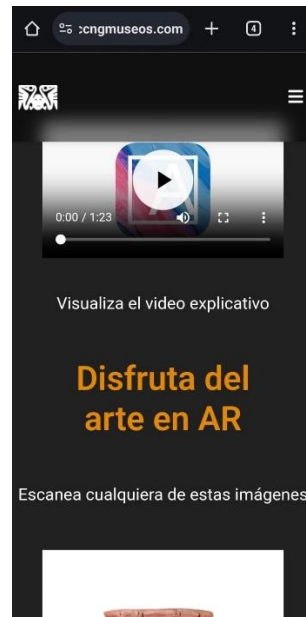 ccngmuseos.com
4
0:00 / 1:23
Visualiza el video explicativo
Disfruta del
arte en AR
Escanea cualquiera de estas imágenes